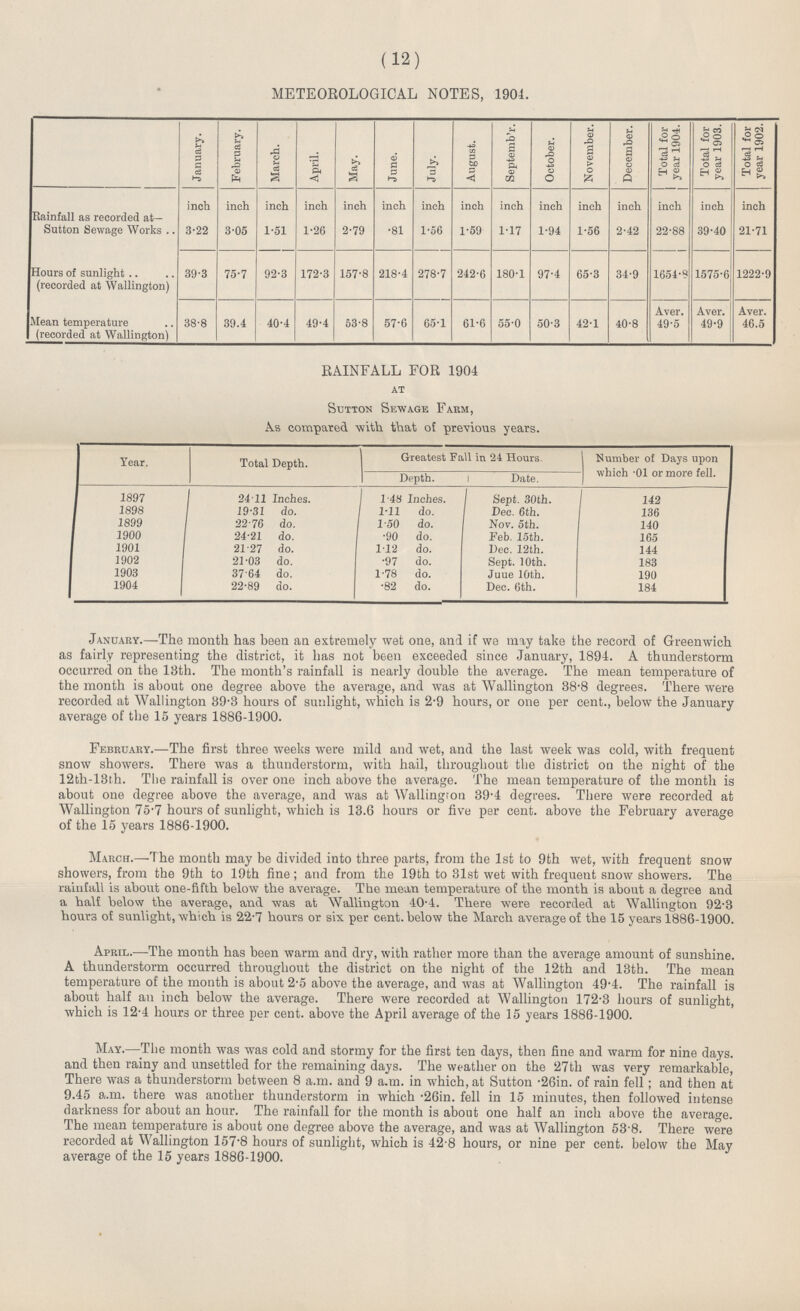 (12)
METEOROLOGICAL NOTES, 1904.
January. February. March. April. May. June. July. August. Septemb'r. October. November. December. Total for year 1904. Total for year 1903. Total for year 1902.
inch inch inch inch inch inch inch inch inch inch inch inch inch inch inch
Rainfall as recorded at—
Sutton Sewage Works .. 3·22 3·05 1·51 1·26 2·79 ·81 1·56 1·59 1·17 1·94 1·56 2·42 22·88 39·40 21·71
Hours of sunlight .. .. 39·3 75·7 92·3 172·3 157·8 218·4 278·7 242·6 180·1 97·4 65·3 34·9 1654·8 1575·6 1222·9
(recorded at Wallington)
Aver. Aver. Aver.
Mean temperature .. 38·8 39.4 40·4 49·4 53·8 57·6 65·1 61·6 55·0 50·3 42·1 40·8 49·5 49·9 46.5
(recorded at Wallington)
RAINFALL FOR 1904
AT
SUTTON SEWAGE FARM,
As compared with that of previous years.
Year. Total Depth. Greatest Fall in 24 Hours. Number of Days upon
which ·01 or more fell.
Depth. Date.
1897 24·11 Inches. 1·48 Inches. Sept. 30th. 142
1898 19·31 do. 1·11 do. Dec. 6th. 136
1899 22·76 do. 1·50 do. Nov. 5th. 140
1900 24·21 do. ·90 do. Feb. 15th. 165
1901 21·27 do. 1·12 do. Dec. 12th. 144
1902 21·03 do. ·97 do. Sept. 10th. 183
1903 37·64 do. 1·78 do. Juue 10th. 190
1904 22·89 do. ·82 do. Dec. 6th. 184
JANUARY.—The month has been an extremely wet one, and if we may take the record of Greenwich
as fairly representing the district, it has not been exceeded since January, 1894. A thunderstorm
occurred on the 13th. The month's rainfall is nearly double the average. The mean temperature of
the month is about one degree above the average, and was at Wallington 38·8 degrees. There were
recorded at Wallington 39·3 hours of sunlight, which is 2·9 hours, or one per cent., below the January
average of the 15 years 1886-1900.
FEBRUARY.—The first three weeks were mild and wet, and the last week was cold, with frequent
snow showers. There was a thunderstorm, with hail, throughout the district on the night of the
12th-13th. The rainfall is over one inch above the average. The mean temperature of the month is
about one degree above the average, and was at Wallington 39·4 degrees. There were recorded at
Wallington 75·7 hours of sunlight, which is 13.6 hours or five per cent. above the February average
of the 15 years 1886-1900.
MARCH.—The month may be divided into three parts, from the 1st to 9th wet, with frequent snow
showers, from the 9th to 19th fine; and from the 19th to 31st wet with frequent snow showers. The
rainfall is about one-fifth below the average. The mean temperature of the month is about a degree and
a half below the average, and was at Wallington 40·4. There were recorded at Wallington 92·3
hours of sunlight, which is 22·7 hours or six per cent. below the March average of the 15 years 1886-1900.
APRIL.—The month has been warm and dry, with rather more than the average amount of sunshine.
A thunderstorm occurred throughout the district on the night of the 12th and 13th. The mean
temperature of the month is about 2·5 above the average, and was at Wallington 49·4. The rainfall is
about half an inch below the average. There were recorded at Wallington 172·3 hours of sunlight,
which is 12·4 hours or three per cent. above the April average of the 15 years 1886-1900.
MAY.—The month was was cold and stormy for the first ten days, then fine and warm for nine days.
and then rainy and unsettled for the remaining days. The weather on the 27th was very remarkable,
There was a thunderstorm between 8 a.m. and 9 a.m. in which, at Sutton ·26in. of rain fell; and then at
9.45 a.m. there was another thunderstorm in which ·26in. fell in 15 minutes, then followed intense
darkness for about an hour. The rainfall for the month is about one half an inch above the average.
The mean temperature is about one degree above the average, and was at Wallington 53·8. There were
recorded at Wallington 157·8 hours of sunlight, which is 42·8 hours, or nine per cent. below the May
average of the 15 years 1886-1900.